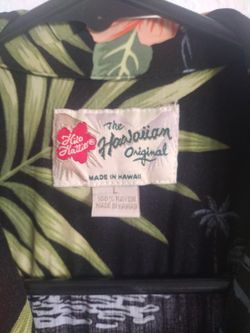 The
Hawaiian
Original
Hilo
Hattie®
MADE IN HAWAII
L
100% RAYON
MADE IN HAWAII